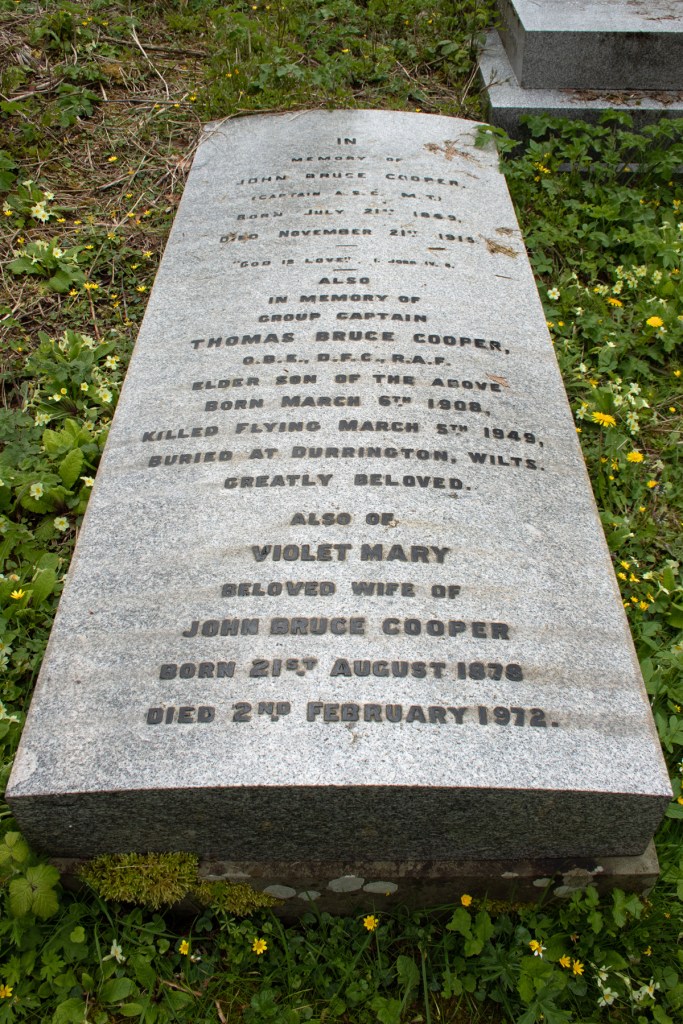 IN
MEMORY OF
JOHN BRUCE COOPER,
(CAPTAIN A.S.C., M.T.)
BORN JULY 21ST 1869,
DIED NOVEMBER 21ST 1915
"GOD IS LOVE" I. JOHN IV. 8.
ALSO
IN MEMORY OF
GROUP CAPTAIN
THOMAS BRUCE COOPER,
O.B.E., D.F.C., R.A.F.
ELDER SON OF THE ABOVE
BORN MARCH 6TH 1908,
KILLED FLYING MARCH 5TH 1949,
BURIED AT DURRINGTON, WILTS.
GREATLY BELOVED.
ALSO OF
VIOLET MARY
BELOVED WIFE OF
JOHN BRUCE COOPER
BORN 21ST AUGUST 1878
DIED 2ND FEBRUARY 1972.